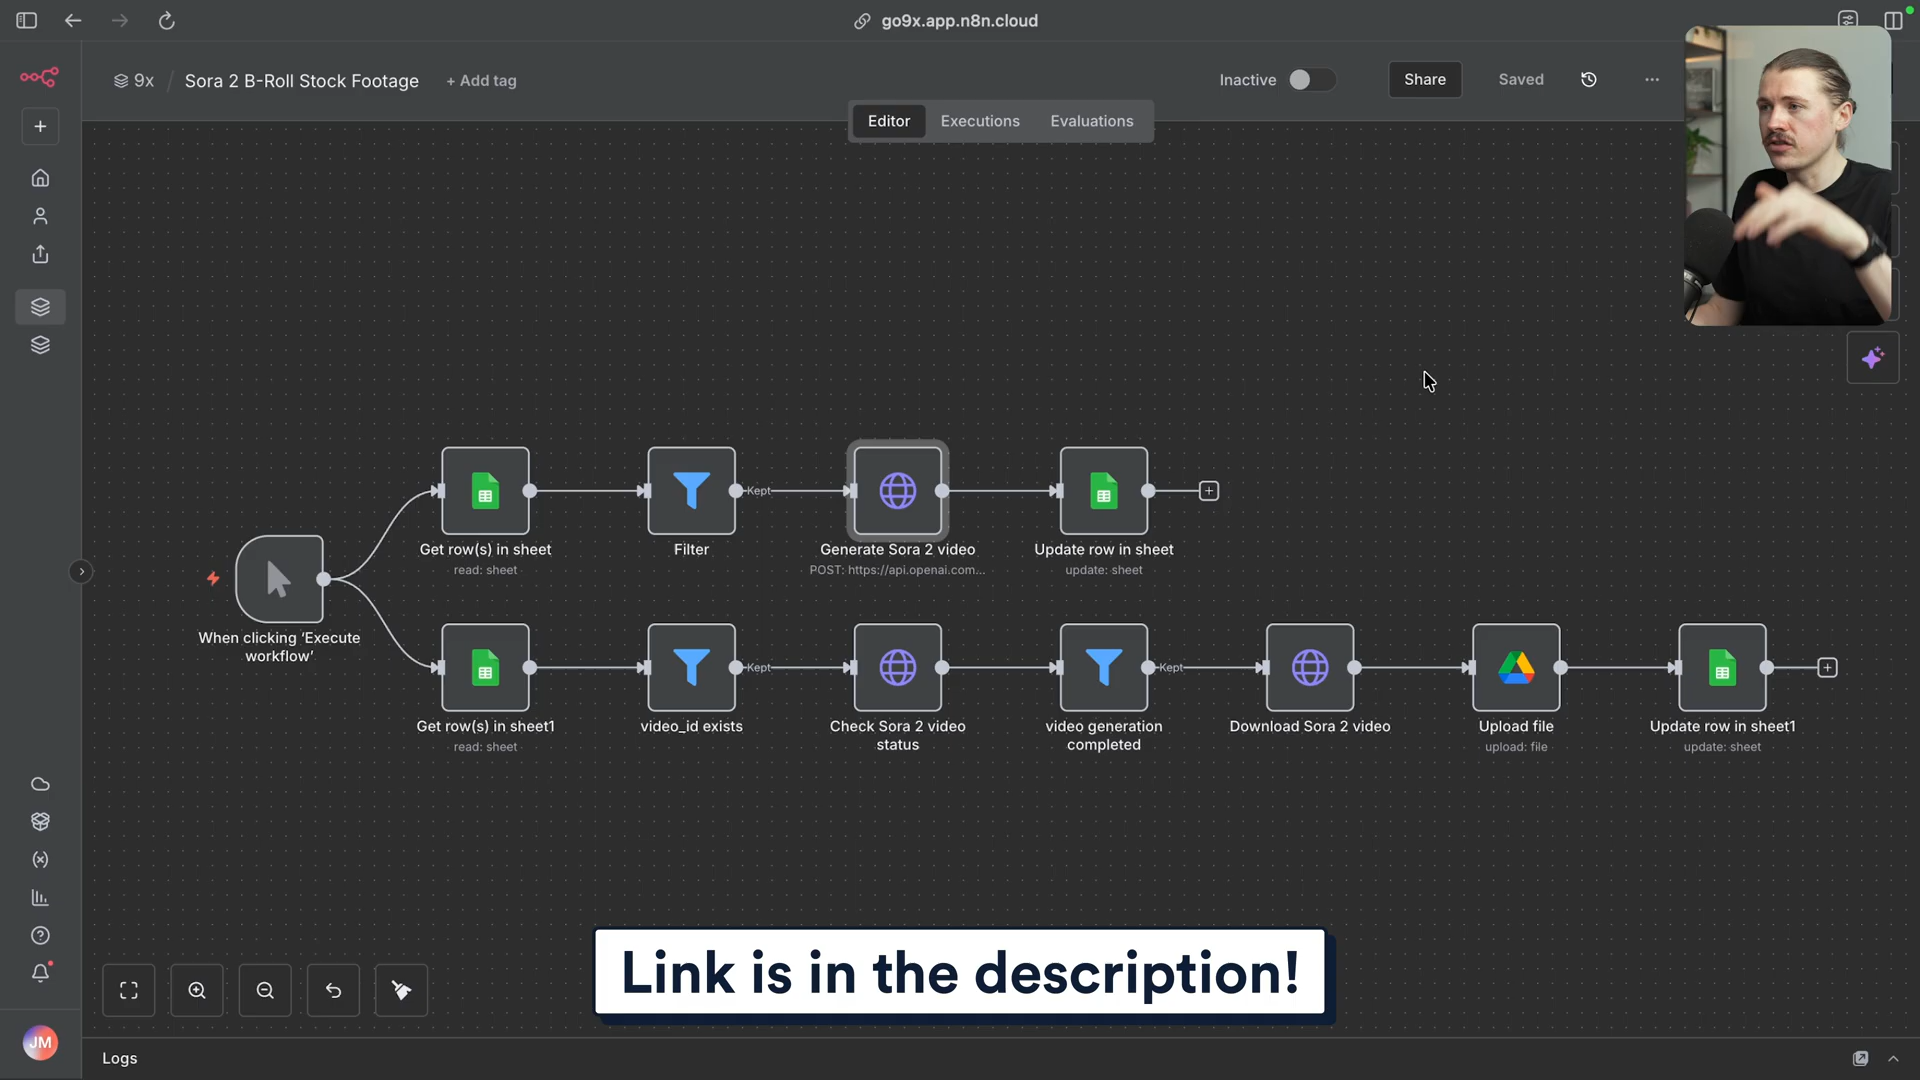 go9x.app.n8n.cloud
9x / Sora 2 B-Roll Stock Footage + Add tag
Inactive
Share
Saved
Editor Executions Evaluations
Kept
Get row(s) in sheet
read: sheet
Filter
Generate Sora 2 video
POST: https://api.openai.com...
Update row in sheet
update: sheet
When clicking ‘Execute
workflow’
Kept
Kept
Get row(s) in sheet1
read: sheet
video_id exists
Check Sora 2 video
status
video generation
completed
Download Sora 2 video
Upload file
upload: file
Update row in sheet1
update: sheet
Link is in the description!
JM
Logs